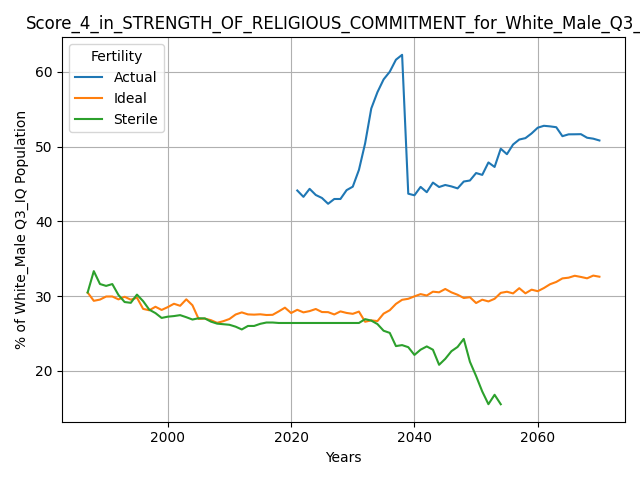 Score_4_in_STRENGTH_OF_RELIGIOUS_COMMITMENT_for_White_Male_Q3_
Fertility
Actual
Ideal
Sterile
% of White_Male Q3_IQ Population
60
50
40
30
20
2000
2020
2040
2060
Years